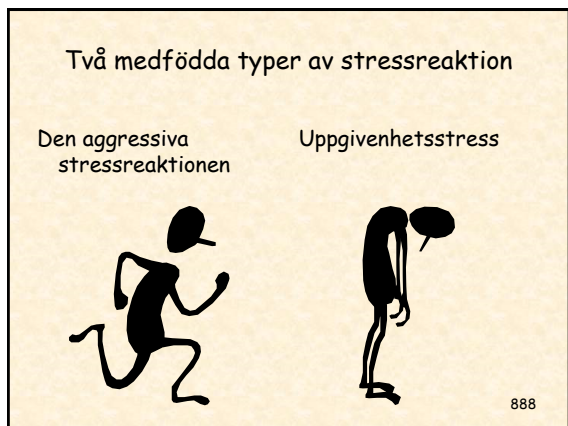 Två medfödda typer av stressreaktion
Den aggressiva
stressreaktionen
Uppgivenhetsstress
888